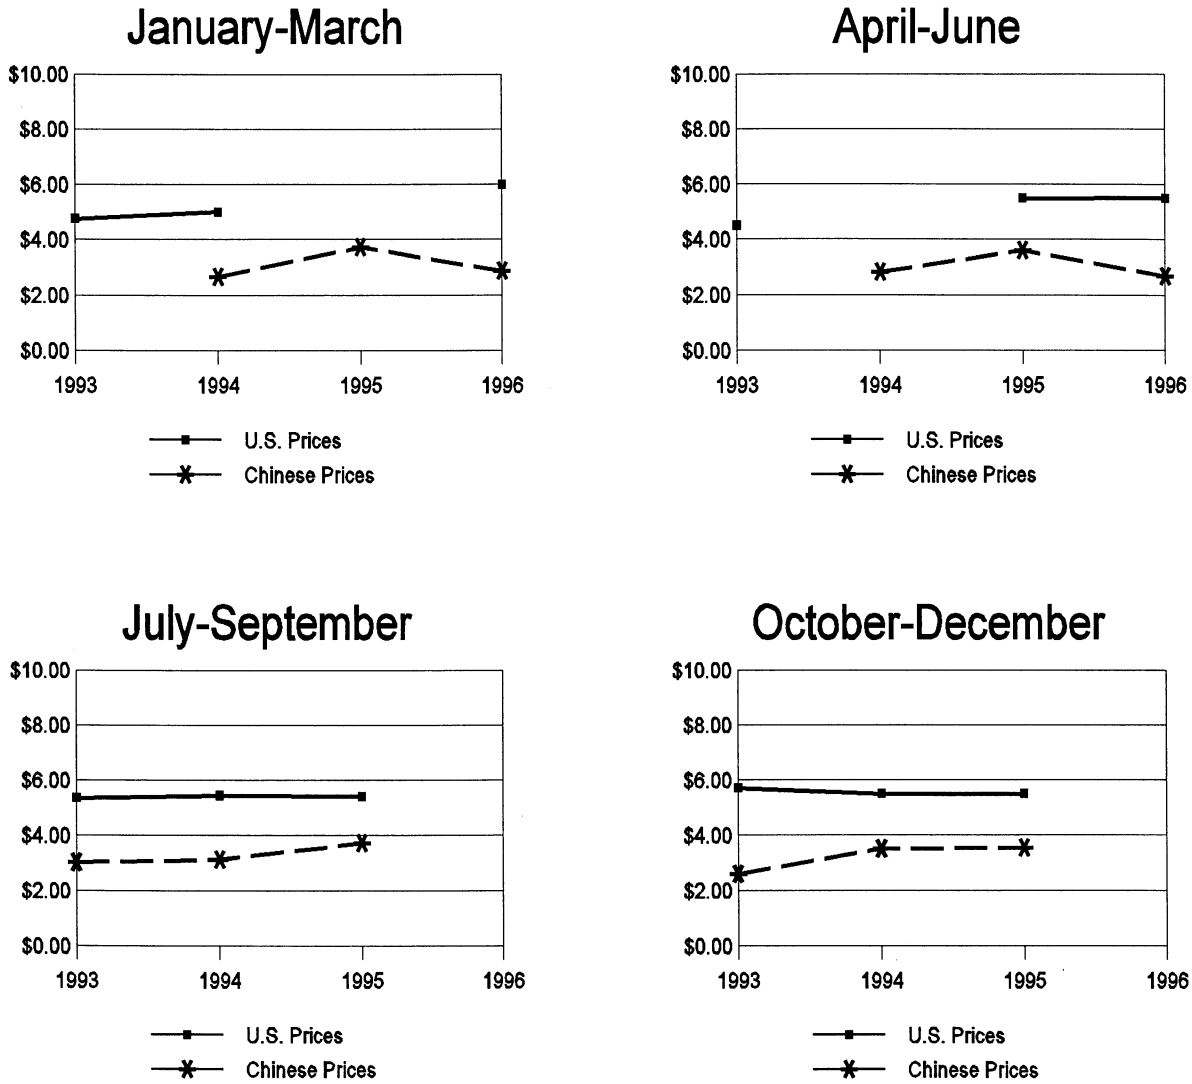 January-March
$10.00
$8.00
$6.00
$4.00
$2.00
$0.00
1993 1994 1995 1996
U.S. Prices
Chinese Prices
April-June
$10.00
$8.00
$6.00
$4.00
$2.00
$0.00
1993 1994 1995 1996
U.S. Prices
Chinese Prices
July-September
$10.00
$8.00
$6.00
$4.00
$2.00
$0.00
1993 1994 1995 1996
U.S. Prices
Chinese Prices
October-December
$10.00
$8.00
$6.00
$4.00
$2.00
$0.00
1993 1994 1995 1996
U.S. Prices
Chinese Prices